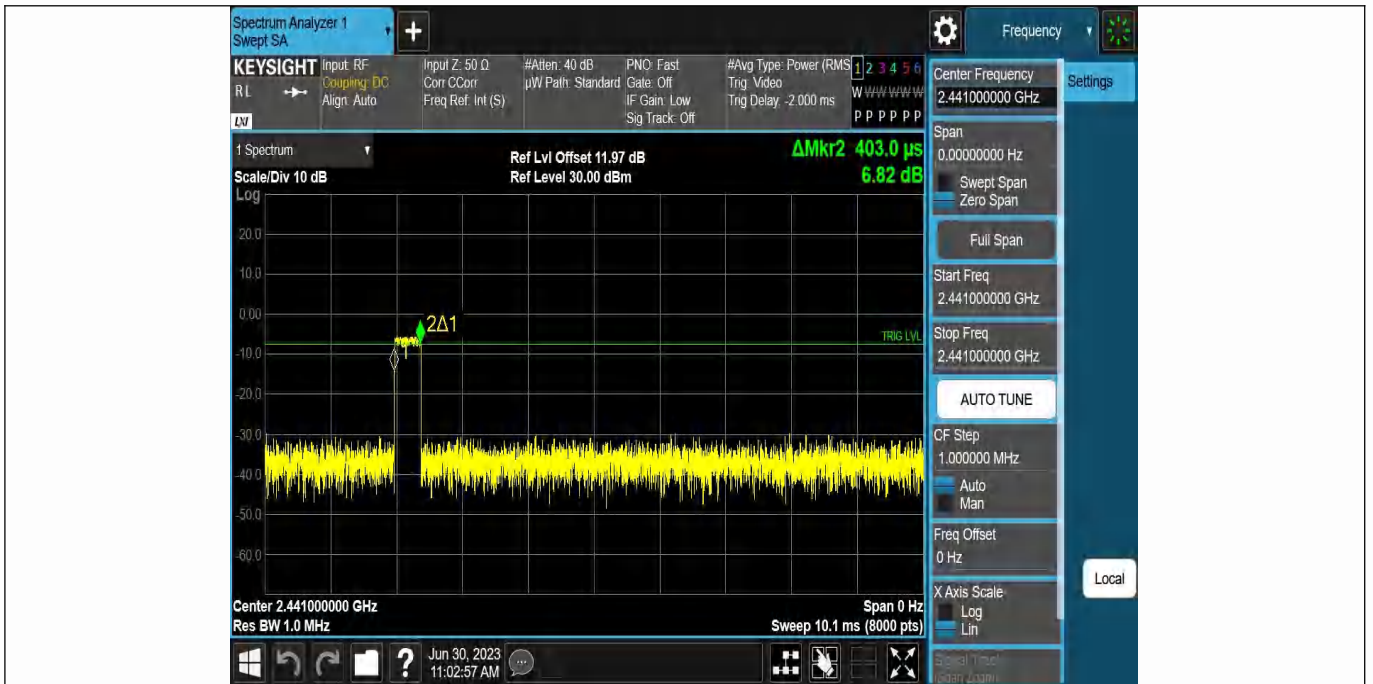 Spectrum Analyzer 1
Swept SA
+
Frequency
KEYSIGHT
RL
LXI
Input: RF
Coupling: DC
Align: Auto
Input Z: 50 Ω
Corr CCorr
Freq Ref: Int (S)
#Atten: 40 dB
µW Path: Standard
PNO: Fast
Gate: Off
IF Gain: Low
Sig Track: Off
#Avg Type: Power (RMS
Trig: Video
Trig Delay: -2.000 ms
1 2 3 4 5 6
W W W W W W
P P P P P P
Center Frequency
2.441000000 GHz
Settings
1 Spectrum
Scale/Div 10 dB
Log
Ref Lvl Offset 11.97 dB
Ref Level 30.00 dBm
ΔMkr2 403.0 µs
6.82 dB
Span
0.00000000 Hz
Swept Span
Zero Span
Full Span
Start Freq
2.441000000 GHz
Stop Freq
2.441000000 GHz
AUTO TUNE
CF Step
1.000000 MHz
Auto
Man
Freq Offset
0 Hz
X Axis Scale
Log
Lin
Local
20.0
10.0
0.00
-10.0
-20.0
-30.0
-40.0
-50.0
-60.0
2Δ1
TRIG LVL
Center 2.441000000 GHz
Res BW 1.0 MHz
Span 0 Hz
Sweep 10.1 ms (8000 pts)
?
Jun 30, 2023
11:02:57 AM